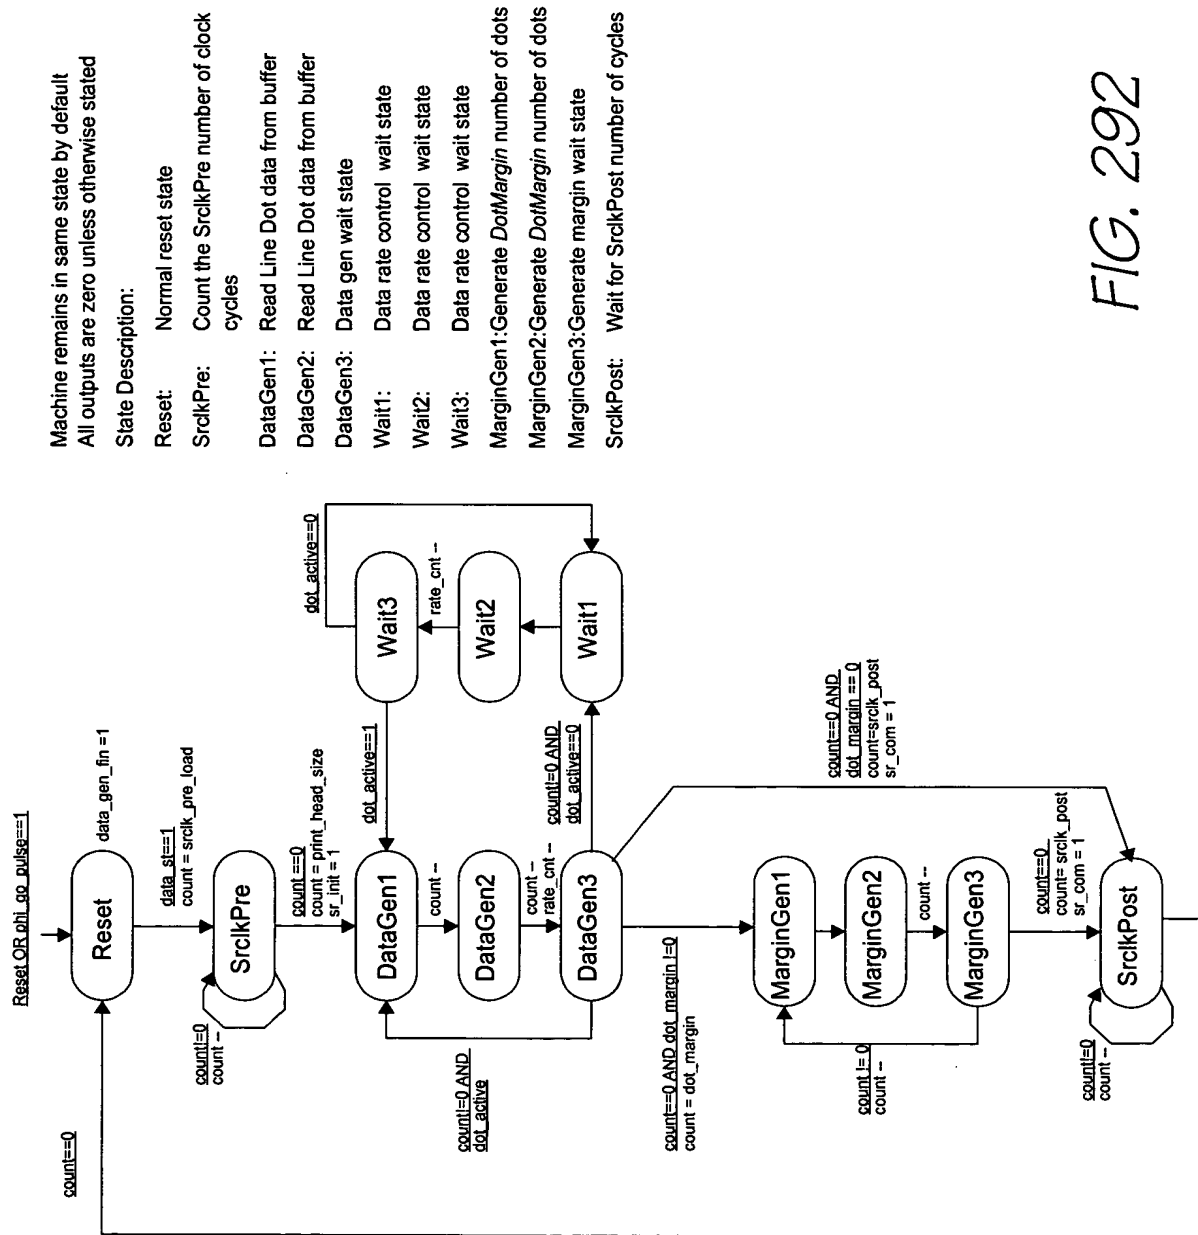 Machine remains in same state by default
All outputs are zero unless otherwise stated
State Description:
Reset: Normal reset state
SrclkPre: Count the SrclkPre number of clock
cycles
DataGen1: Read Line Dot data from buffer
DataGen2: Read Line Dot data from buffer
DataGen3: Data gen wait state
Wait1: Data rate control wait state
Wait2: Data rate control wait state
Wait3: Data rate control wait state
MarginGen1:Generate DotMargin number of dots
MarginGen2:Generate DotMargin number of dots
MarginGen3:Generate margin wait state
SrclkPost: Wait for SrclkPost number of cycles
Reset OR phi_go_pulse==1
Reset
data_gen_fin =1
count==0
data_st==1
count = srclk_pre_load
SrclkPre
count!=0
count --
count ==0
count = print_head_size
sr_init = 1
DataGen1
count --
DataGen2
count --
rate_cnt --
DataGen3
count!=0 AND
dot_active
dot_active==1
dot_active==0
Wait3
rate_cnt --
Wait2
Wait1
count!=0 AND
dot_active==0
count==0 AND dot_margin !=0
count = dot_margin
count==0 AND
dot_margin == 0
count=srclk_post
sr_com = 1
MarginGen1
MarginGen2
count --
MarginGen3
count != 0
count --
count==0
count= srclk_post
sr_com = 1
SrclkPost
count!=0
count --
FIG. 292